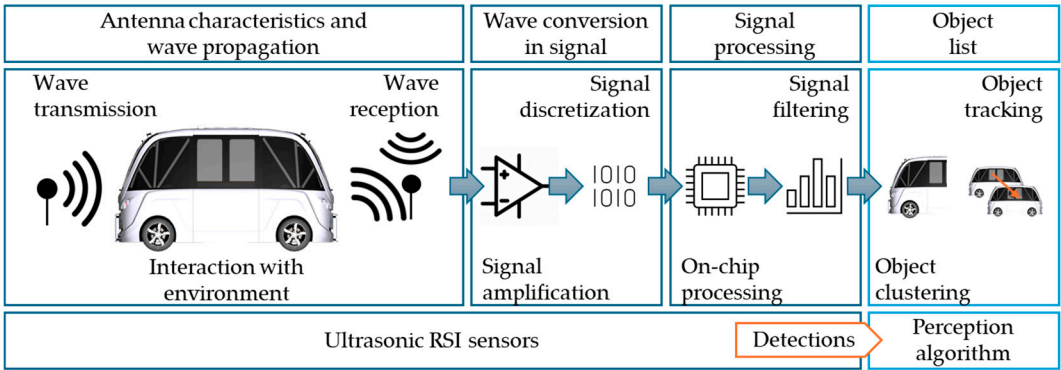 Antenna characteristics and
wave propagation
Wave conversion
in signal
Signal
processing
Object
list
Wave
transmission
Wave
reception
Interaction with
environment
Signal
discretization
+
-
1010
1010
Signal
amplification
Signal
filtering
On-chip
processing
Object
tracking
Object
clustering
Ultrasonic RSI sensors
Detections
Perception
algorithm